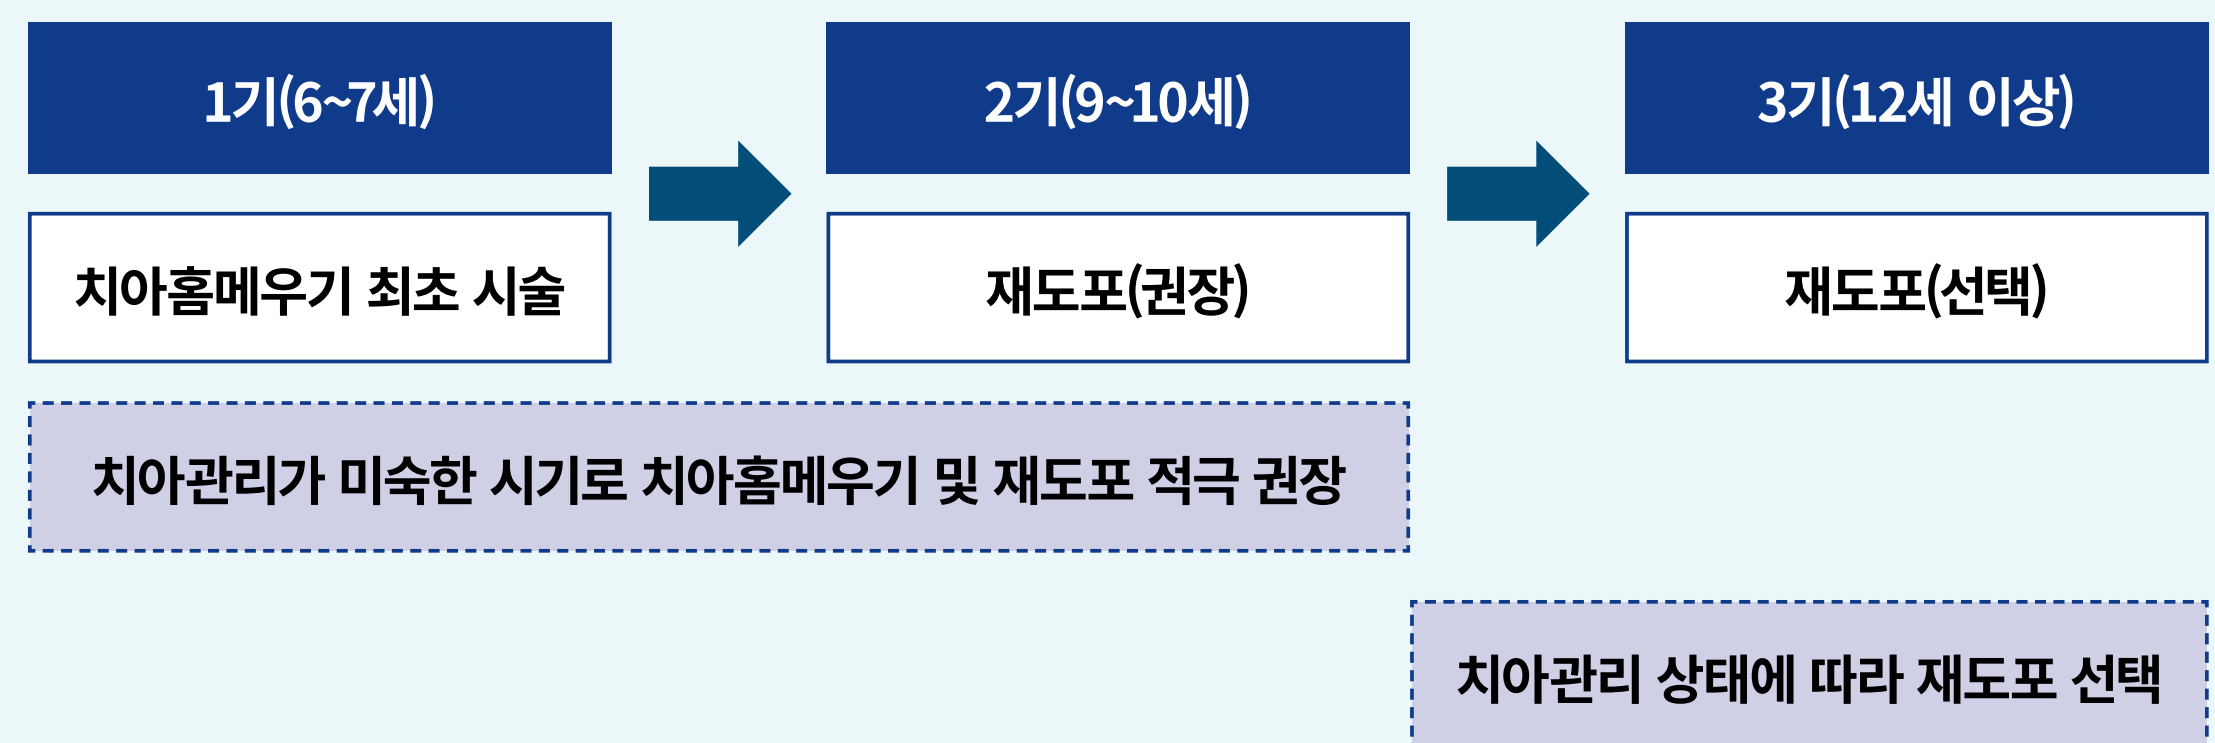 1기(6~7세)
2기(9~10세)
3기(12세 이상)
치아홈메우기 최초 시술
재도포(권장)
재도포(선택)
치아관리가 미숙한 시기로 치아홈메우기 및 재도포 적극 권장
치아관리 상태에 따라 재도포 선택